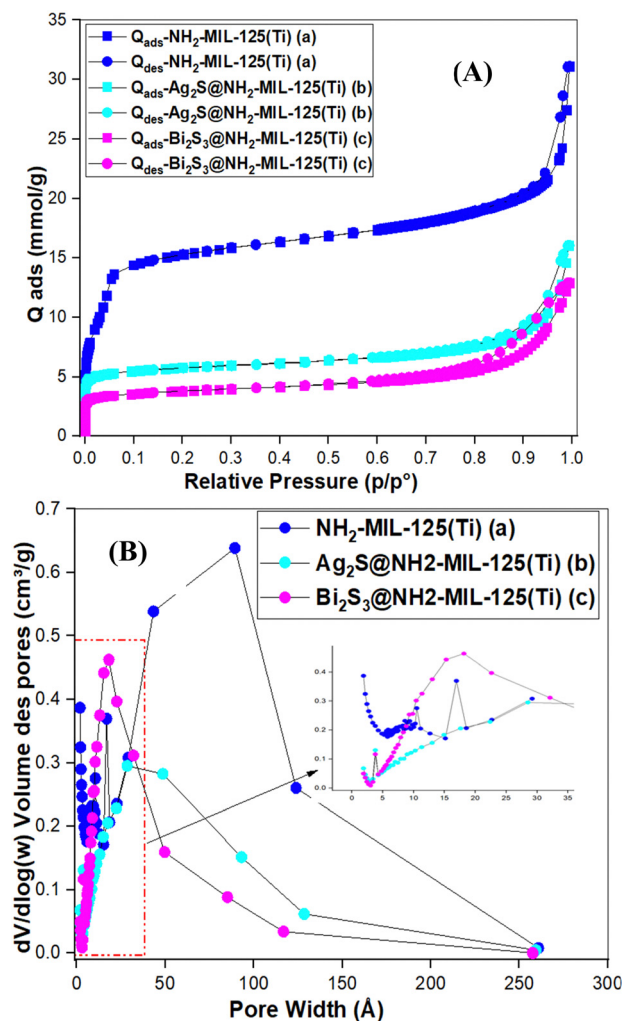 (A)
Qads-NH2-MIL-125(Ti) (a)
Qdes-NH2-MIL-125(Ti) (a)
Qads-Ag2S@NH2-MIL-125(Ti) (b)
Qdes-Ag2S@NH2-MIL-125(Ti) (b)
Qads-Bi2S3@NH2-MIL-125(Ti) (c)
Qdes-Bi2S3@NH2-MIL-125(Ti) (c)
Q ads (mmol/g)
35
30
25
20
15
10
5
0
0.0 0.1 0.2 0.3 0.4 0.5 0.6 0.7 0.8 0.9 1.0
Relative Pressure (p/p°)
(B)
NH2-MIL-125(Ti) (a)
Ag2S@NH2-MIL-125(Ti) (b)
Bi2S3@NH2-MIL-125(Ti) (c)
dV/dlog(w) Volume des pores (cm³/g)
0.7
0.6
0.5
0.4
0.3
0.2
0.1
0.0
0.4
0.3
0.2
0.1
0.0
0 5 10 15 20 25 30 35
0 50 100 150 200 250 300
Pore Width (Å)